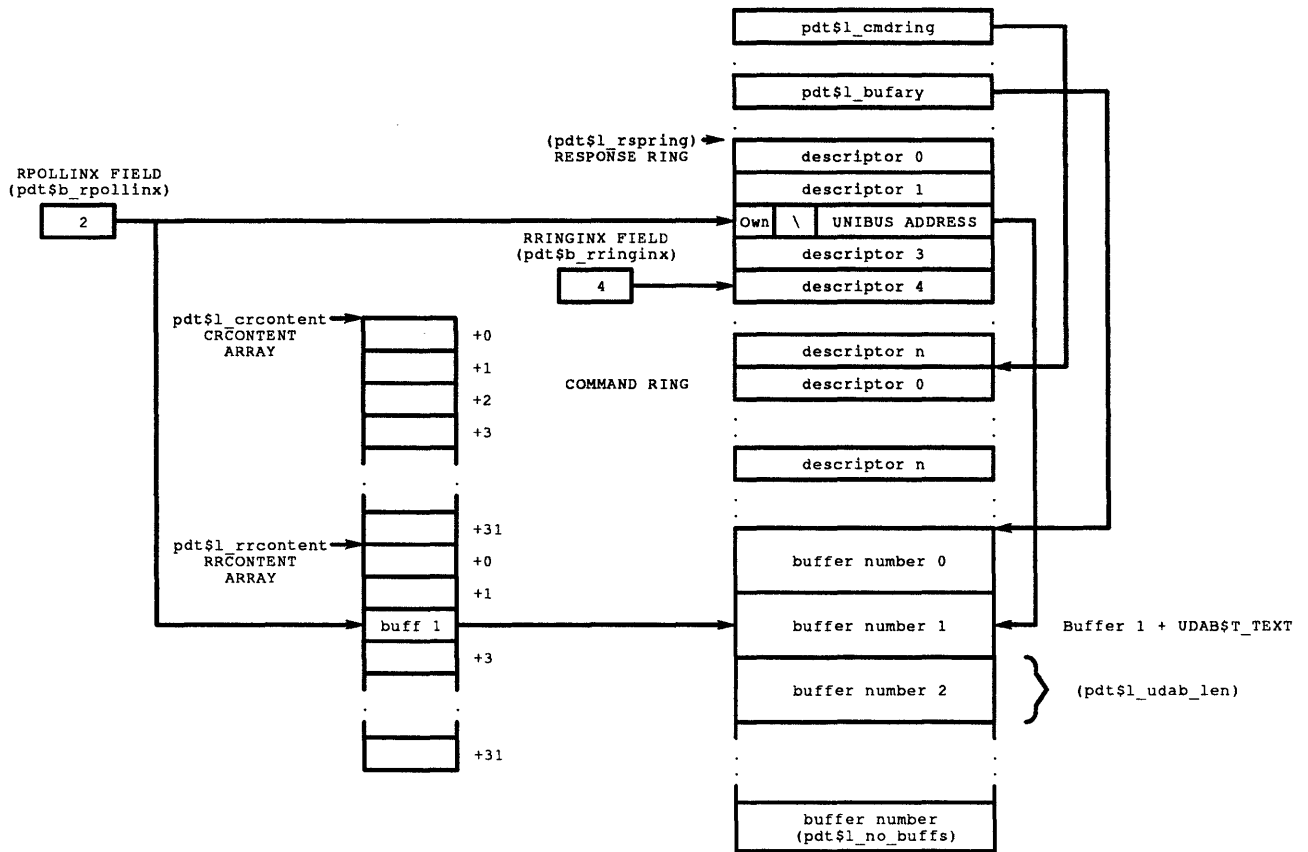 pdt$l_cmdring
pdt$l_bufary
(pdt$l_rspring)
RESPONSE RING
descriptor 0
descriptor 1
RPOLLINX FIELD
(pdt$b_rpollinx)
2
Own \ UNIBUS ADDRESS
RRINGINX FIELD
(pdt$b_rringinx)
descriptor 3
4
descriptor 4
pdt$l_crcontent
CRCONTENT
ARRAY
+0
+1
+2
+3
descriptor n
COMMAND RING
descriptor 0
descriptor n
+31
pdt$l_rrcontent
RRCONTENT
ARRAY
+0
+1
buff 1
+3
+31
buffer number 0
buffer number 1
Buffer 1 + UDAB$T_TEXT
buffer number 2
(pdt$l_udab_len)
buffer number
(pdt$l_no_buffs)